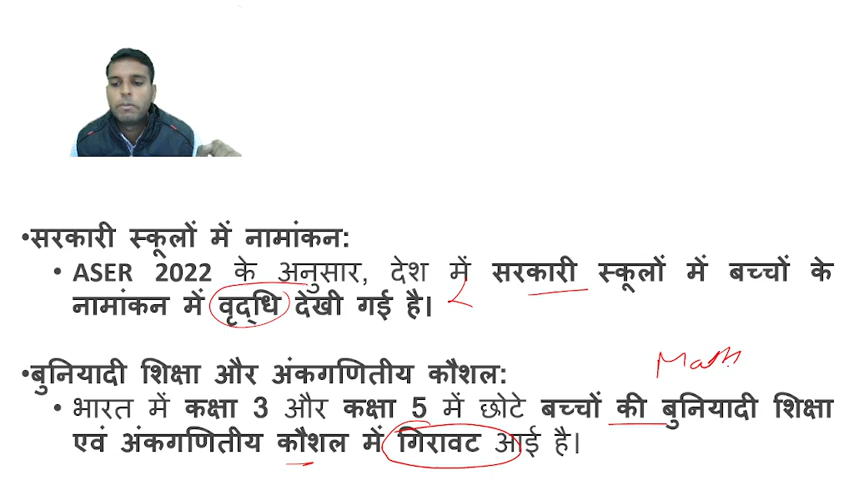 •सरकारी स्कूलों में नामांकन:
• ASER 2022 के अनुसार, देश में सरकारी स्कूलों में बच्चों के
नामांकन में वृद्धि देखी गई है।
Math
•बुनियादी शिक्षा और अंकगणितीय कौशल:
• भारत में कक्षा 3 और कक्षा 5 में छोटे बच्चों की बुनियादी शिक्षा
एवं अंकगणितीय कौशल में गिरावट आई है।